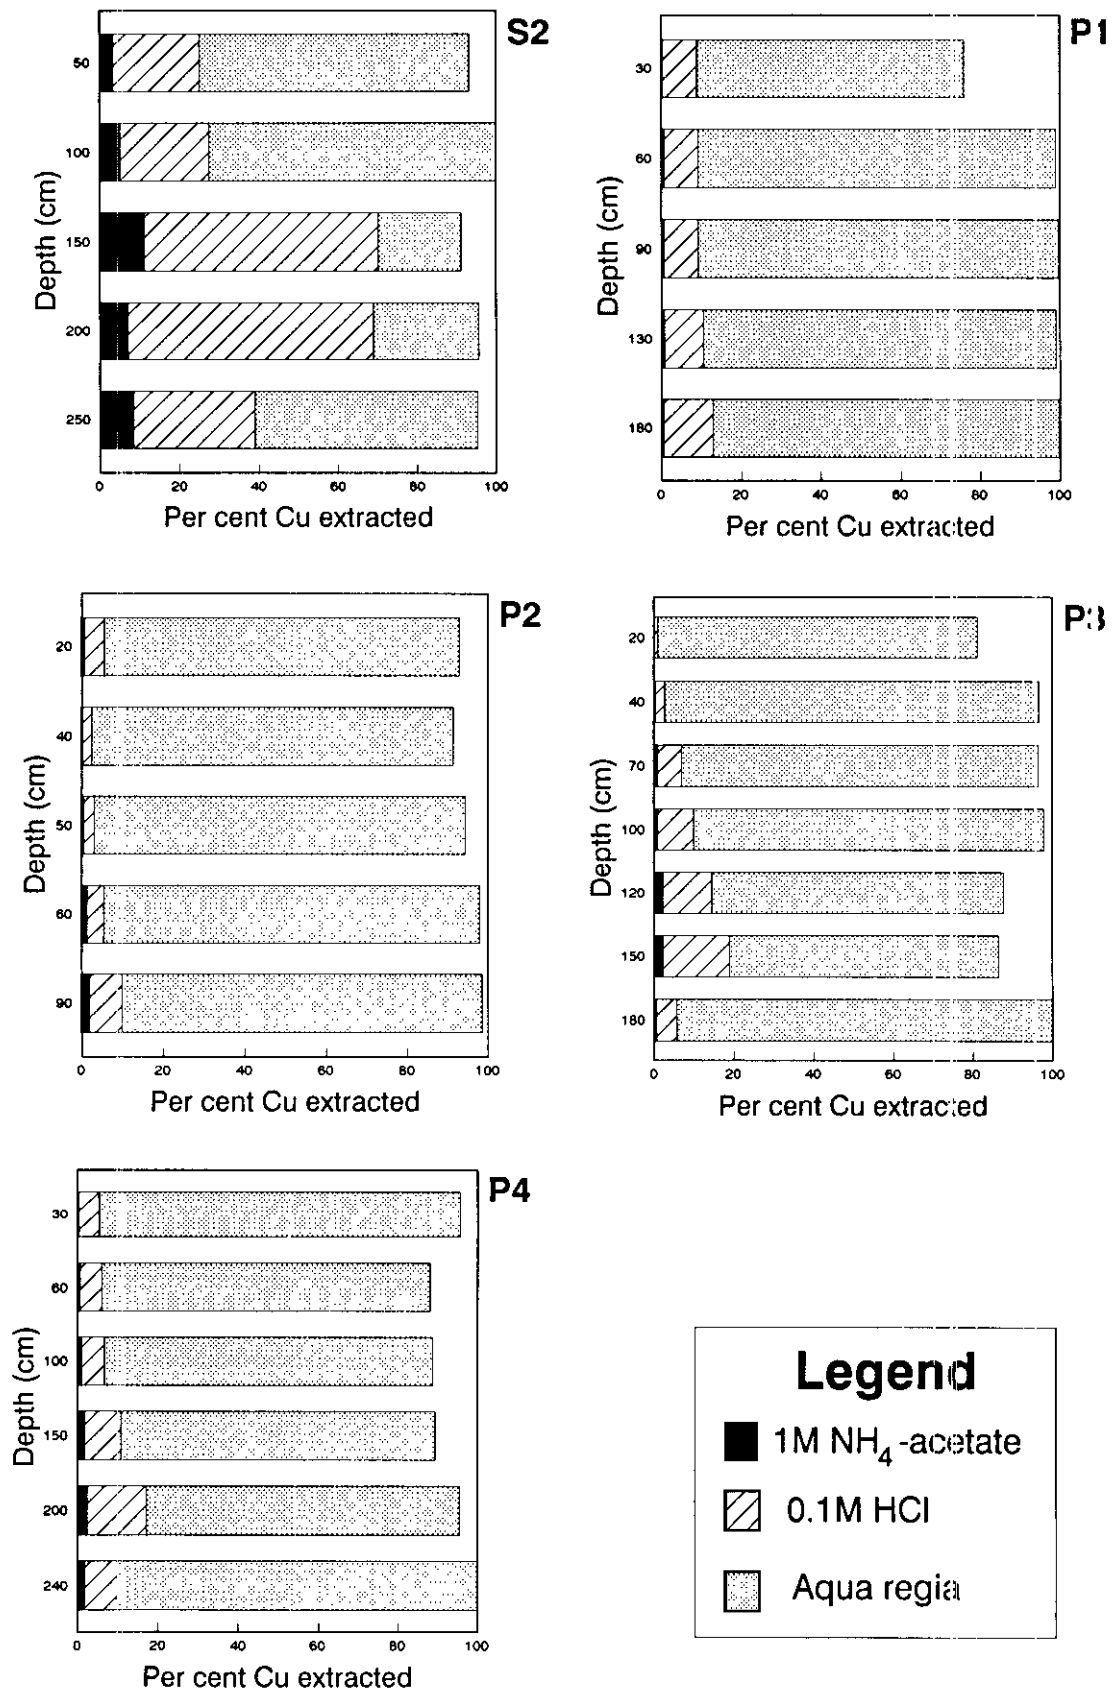 S2
50
100
150
200
250
Depth (cm)
0 20 40 60 80 100
Per cent Cu extracted
P1
30
60
90
130
180
Depth (cm)
0 20 40 60 80 100
Per cent Cu extracted
P2
20
40
50
60
90
Depth (cm)
0 20 40 60 80 100
Per cent Cu extracted
P3
20
40
70
100
120
150
180
Depth (cm)
0 20 40 60 80 100
Per cent Cu extracted
P4
30
60
100
150
200
240
Depth (cm)
0 20 40 60 80 100
Per cent Cu extracted
Legend
1M NH4-acetate
0.1M HCl
Aqua regia